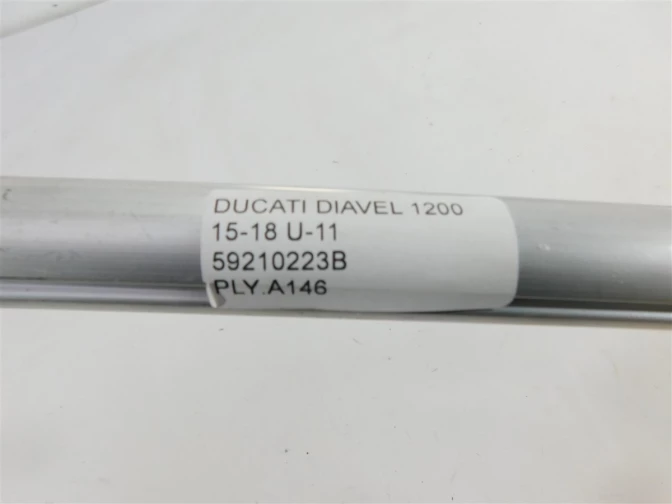 DUCATI DIAVEL 1200
15-18 U-11
59210223B
PLY.A146